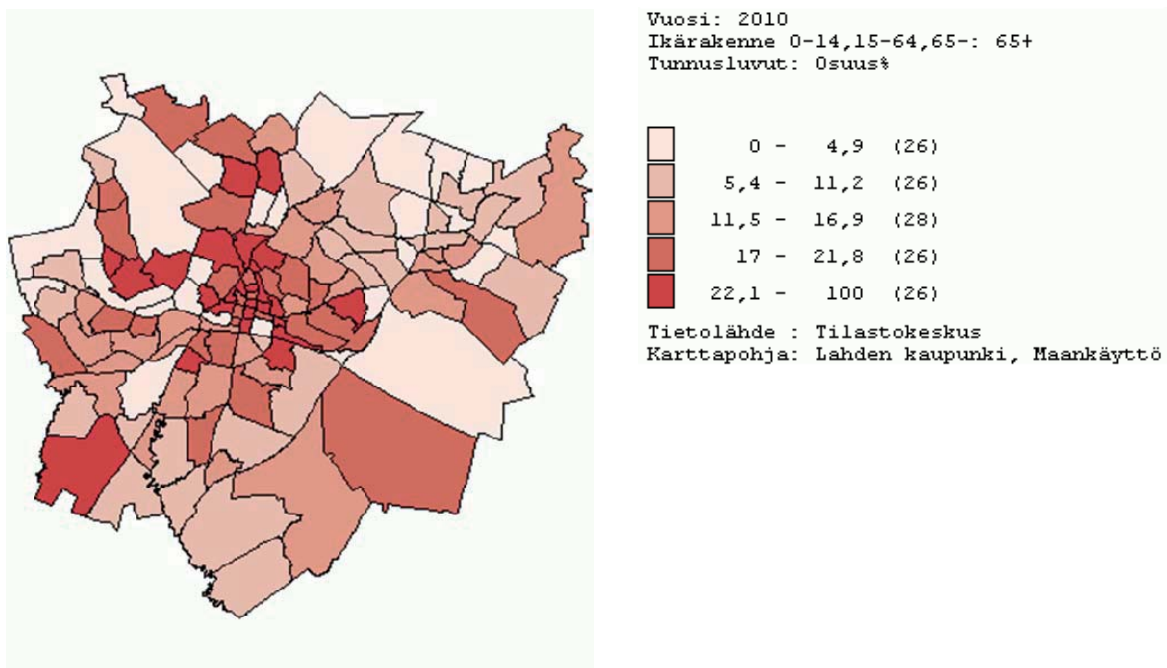 Vuosi: 2010
Ikärakenne 0-14,15-64,65-: 65+
Tunnusluvut: Osuus%
0 - 4,9 (26)
5,4 - 11,2 (26)
11,5 - 16,9 (28)
17 - 21,8 (26)
22,1 - 100 (26)
Tietolähde : Tilastokeskus
Karttapohja: Lahden kaupunki, Maankäyttö